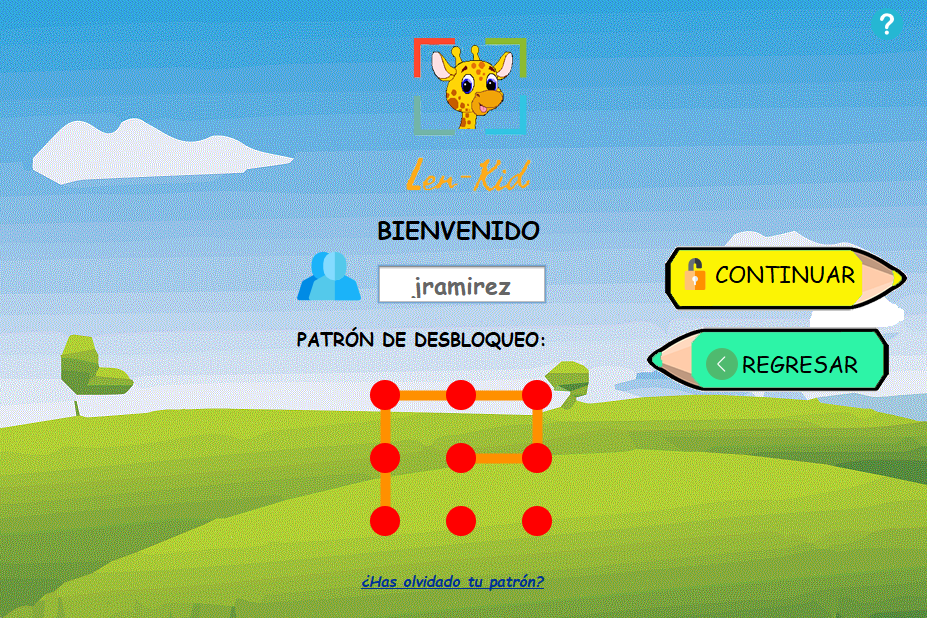 ?
Len-Kid
BIENVENIDO
jramirez
CONTINUAR
PATRÓN DE DESBLOQUEO:
REGRESAR
¿Has olvidado tu patrón?